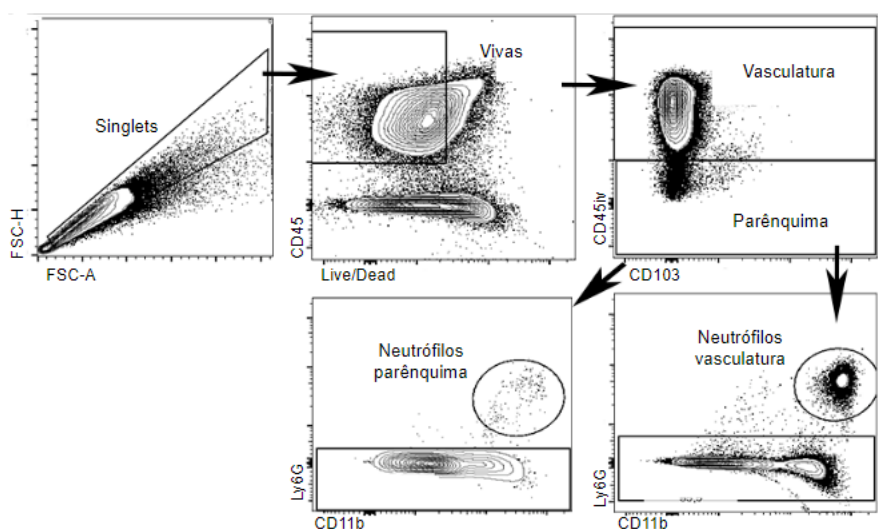 Singlets
FSC-H
FSC-A
Vivas
CD45
Live/Dead
Vasculatura
Parênquima
CD45iv
CD103
Neutrófilos
parênquima
Ly6G
CD11b
Neutrófilos
vasculatura
Ly6G
CD11b